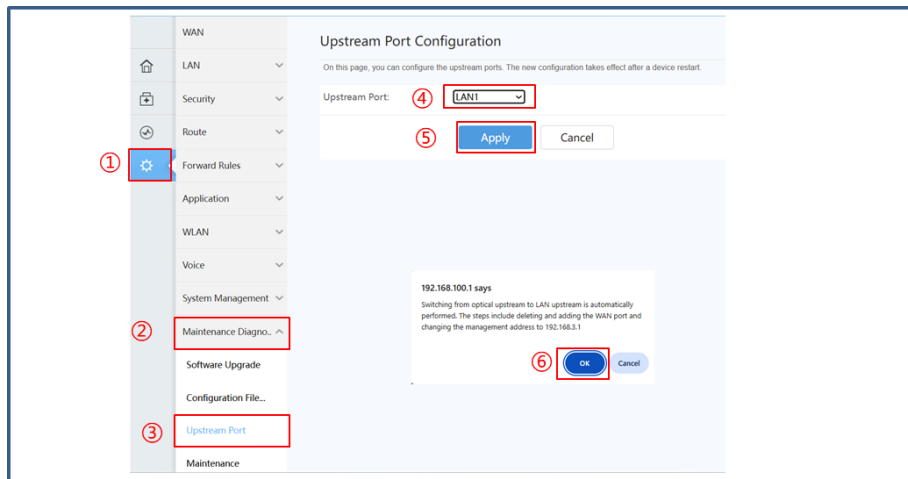 WAN
LAN
Security
Route
①
Forward Rules
Application
WLAN
Voice
System Management
② Maintenance Diagno..
Software Upgrade
Configuration File...
③ Upstream Port
Maintenance
Upstream Port Configuration
On this page, you can configure the upstream ports. The new configuration takes effect after a device restart.
Upstream Port: ④ LAN1
⑤ Apply Cancel
192.168.100.1 says
Switching from optical upstream to LAN upstream is automatically
performed. The steps include deleting and adding the WAN port and
changing the management address to 192.168.3.1
⑥ OK Cancel